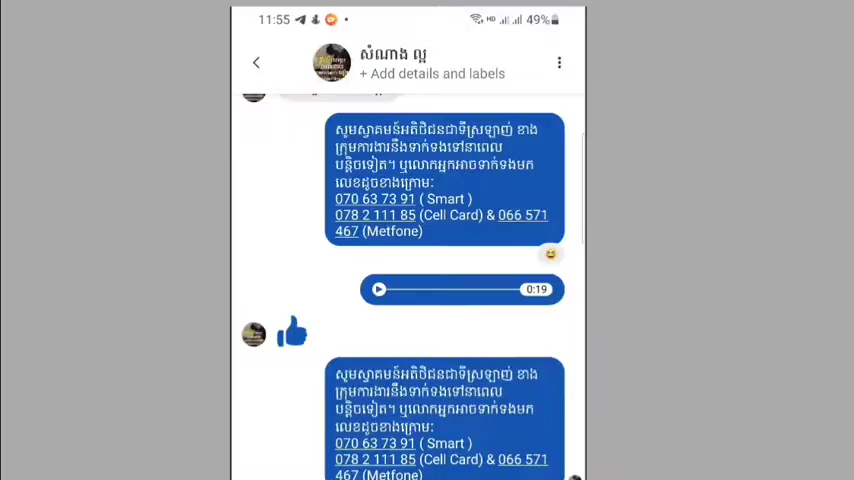 11:55
HD
49%
សំណាង ល្អ
+ Add details and labels
សូមស្វាគមន៍អតិថិជនជាទីស្រឡាញ់ ខាង
ក្រុមការងារនឹងទាក់ទងទៅនាពេល
បន្តិចទៀត។ ឬលោកអ្នកអាចទាក់ទងមក
លេខដូចខាងក្រោម:
070 63 73 91 ( Smart )
078 2 111 85 (Cell Card) & 066 571
467 (Metfone)
0:19
សូមស្វាគមន៍អតិថិជនជាទីស្រឡាញ់ ខាង
ក្រុមការងារនឹងទាក់ទងទៅនាពេល
បន្តិចទៀត។ ឬលោកអ្នកអាចទាក់ទងមក
លេខដូចខាងក្រោម:
070 63 73 91 ( Smart )
078 2 111 85 (Cell Card) & 066 571
467 (Metfone)